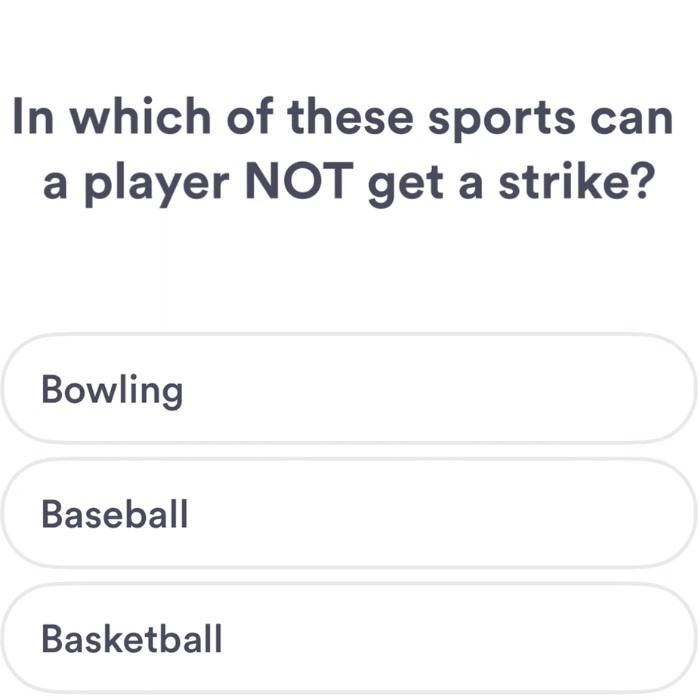 In which of these sports can
a player NOT get a strike?
Bowling
Baseball
Basketball